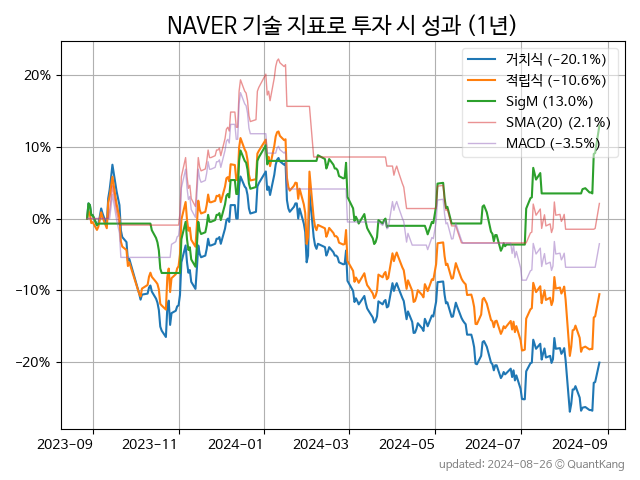 NAVER 기술 지표로 투자 시 성과 (1년)
거치식 (−20.1%)
적립식 (−10.6%)
SigM (13.0%)
SMA(20) (2.1%)
MACD (−3.5%)
20%
10%
0%
−10%
−20%
2023-09 2023-11 2024-01 2024-03 2024-05 2024-07 2024-09
updated: 2024-08-26 © QuantKang